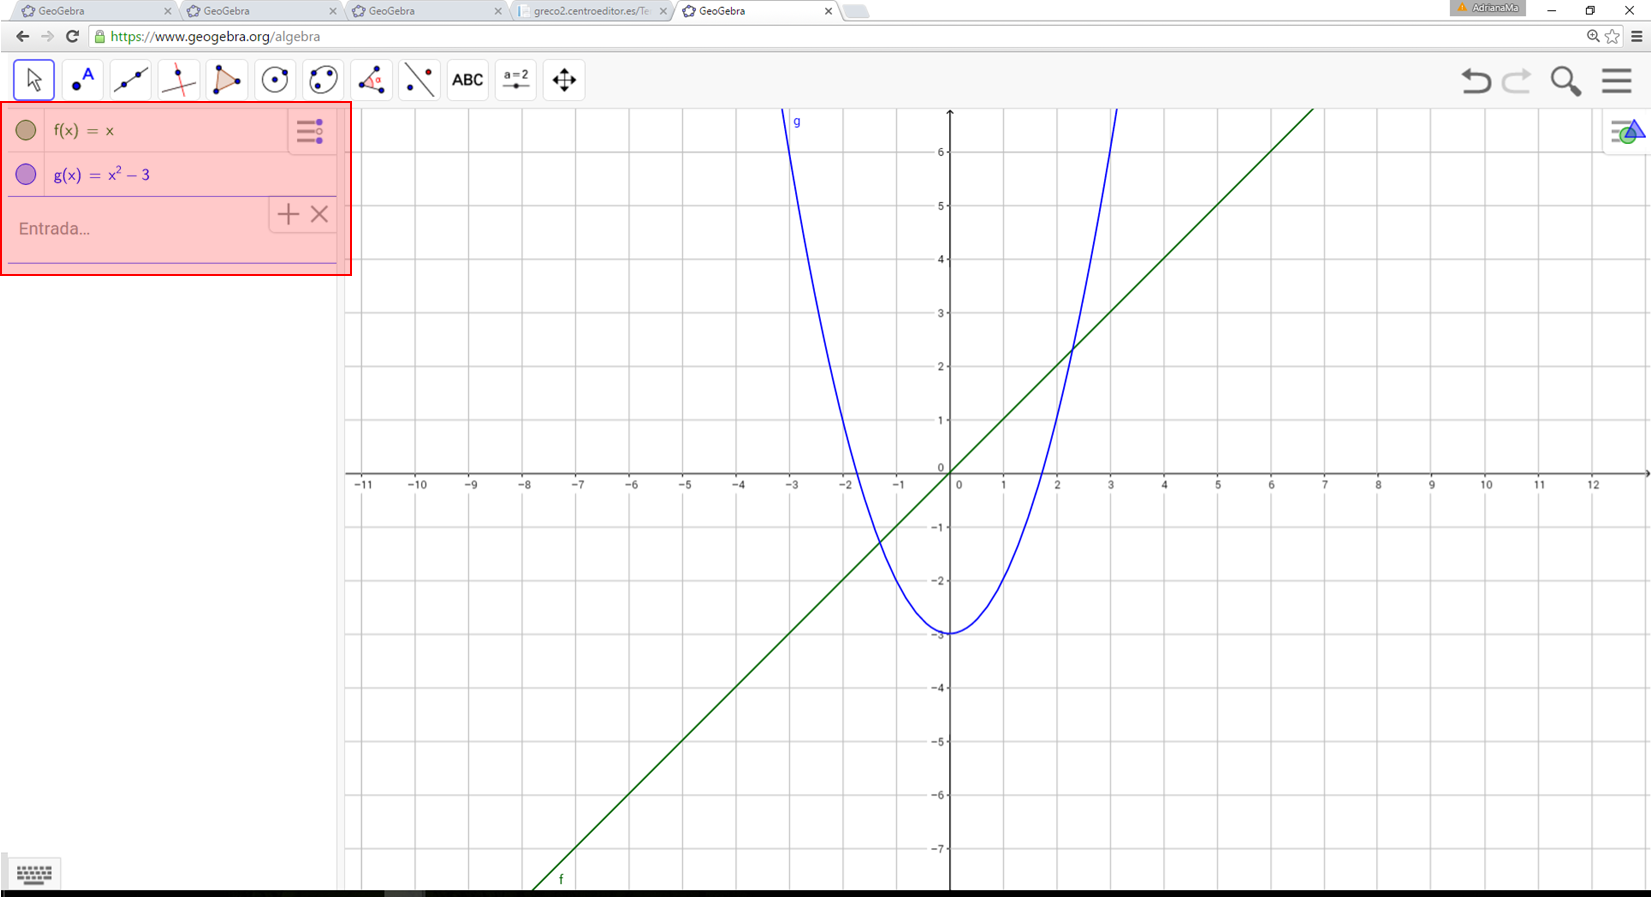 GeoGebra
GeoGebra
GeoGebra
greco2.centroeditor.es/Te
GeoGebra
AdrianaMa
https://www.geogebra.org/algebra
A
α
ABC
a=2
f(x) = x
g(x) = x² − 3
Entrada...
g
6
5
4
3
2
1
0
−11 −10 −9 −8 −7 −6 −5 −4 −3 −2 −1 0 1 2 3 4 5 6 7 8 9 10 11 12
−1
−2
−3
−4
−5
−6
−7
f